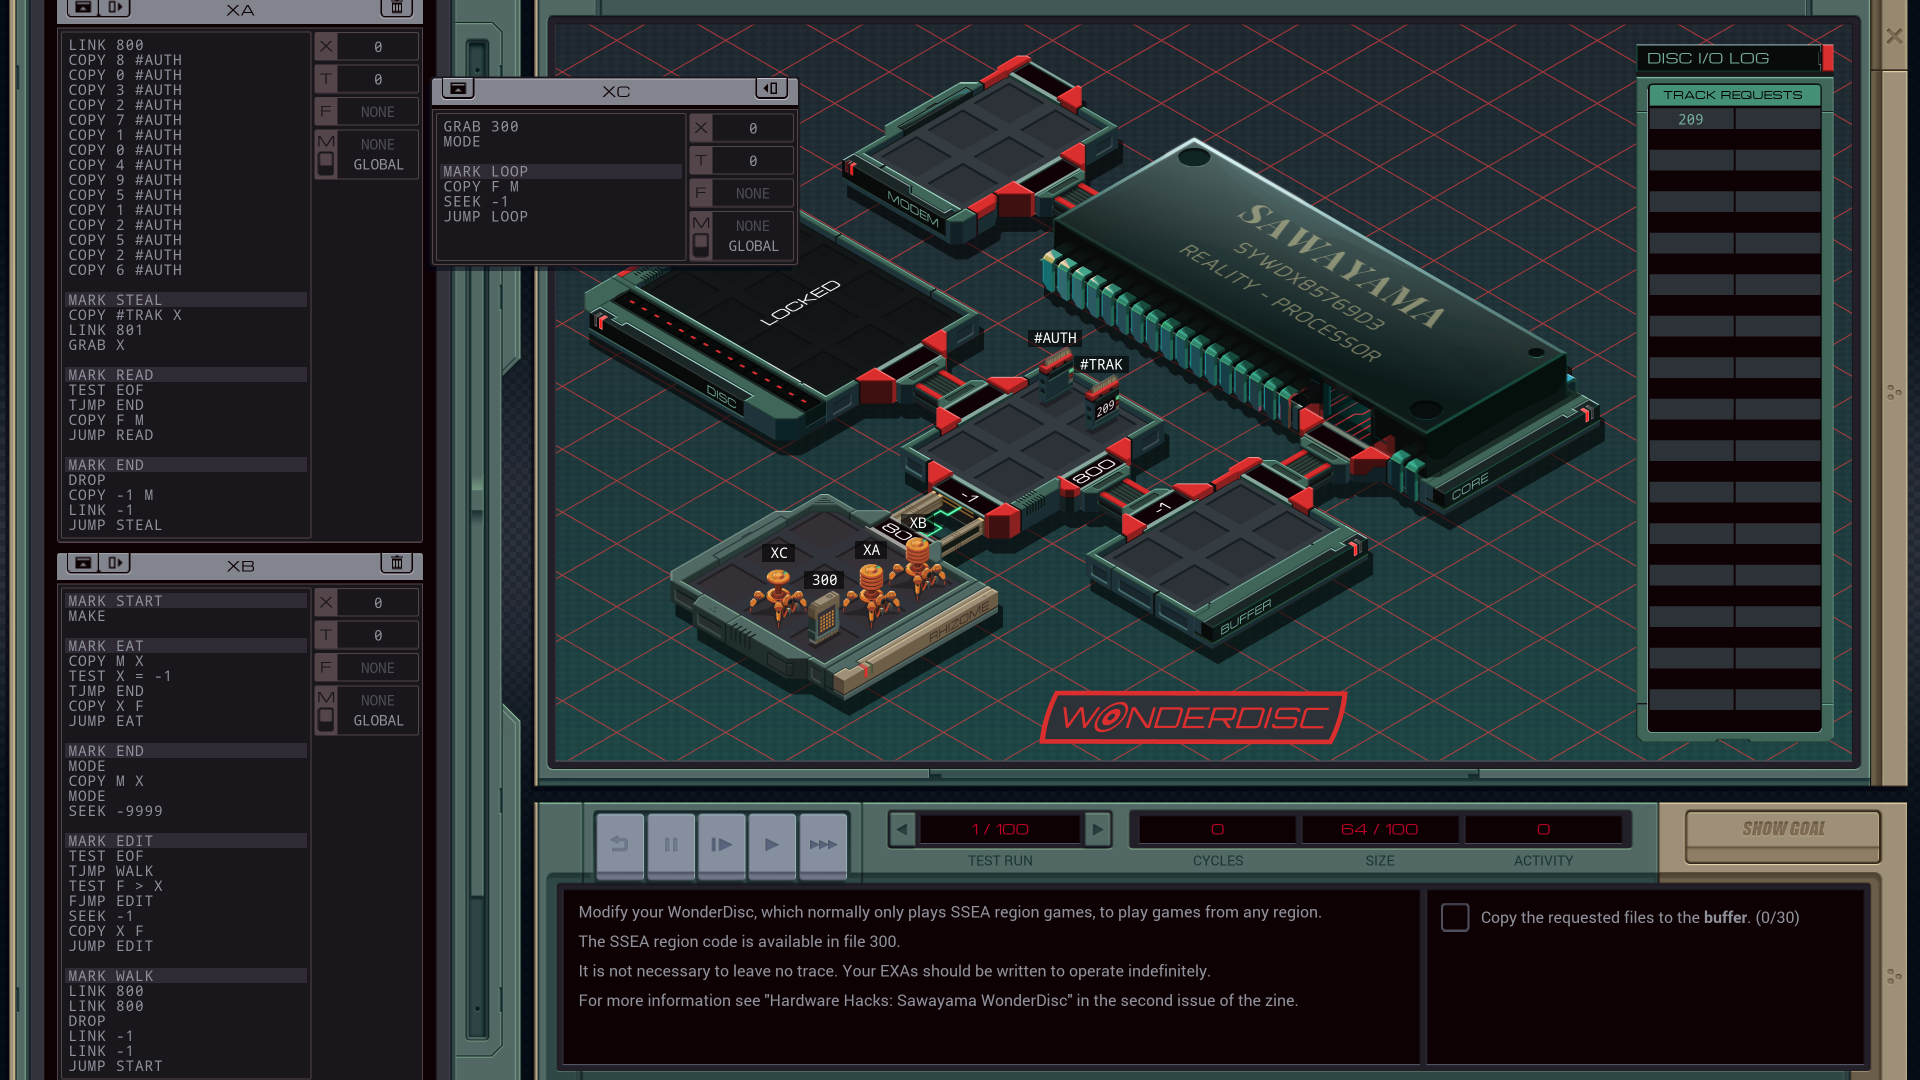 XA
LINK 800
COPY 8 #AUTH
COPY 0 #AUTH
COPY 3 #AUTH
COPY 2 #AUTH
COPY 7 #AUTH
COPY 1 #AUTH
COPY 0 #AUTH
COPY 4 #AUTH
COPY 9 #AUTH
COPY 5 #AUTH
COPY 1 #AUTH
COPY 2 #AUTH
COPY 5 #AUTH
COPY 2 #AUTH
COPY 6 #AUTH
MARK STEAL
COPY #TRAK X
LINK 801
GRAB X
MARK READ
TEST EOF
TJMP END
COPY F M
JUMP READ
MARK END
DROP
COPY -1 M
LINK -1
JUMP STEAL
X 0
T 0
F NONE
M NONE
GLOBAL
XB
MARK START
MAKE
MARK EAT
COPY M X
TEST X = -1
TJMP END
COPY X F
JUMP EAT
MARK END
MODE
COPY M X
MODE
SEEK -9999
MARK EDIT
TEST EOF
TJMP WALK
TEST F > X
FJMP EDIT
SEEK -1
COPY X F
JUMP EDIT
MARK WALK
LINK 800
LINK 800
DROP
LINK -1
LINK -1
JUMP START
X 0
T 0
F NONE
M NONE
GLOBAL
XC
GRAB 300
MODE
MARK LOOP
COPY F M
SEEK -1
JUMP LOOP
X 0
T 0
F NONE
M NONE
GLOBAL
MODEM
SAWAYAMA
SYWDX85769D3
REALITY - PROCESSOR
LOCKED
DISC
#AUTH
#TRAK
209
800
-1
-1
CORE
BUFFER
80
XB
XA
XC
300
RHIZOME
WONDERDISC
DISC I/O LOG
TRACK REQUESTS
209
1 / 100
TEST RUN
0
CYCLES
64 / 100
SIZE
0
ACTIVITY
SHOW GOAL
Modify your WonderDisc, which normally only plays SSEA region games, to play games from any region.
The SSEA region code is available in file 300.
It is not necessary to leave no trace. Your EXAs should be written to operate indefinitely.
For more information see "Hardware Hacks: Sawayama WonderDisc" in the second issue of the zine.
Copy the requested files to the buffer. (0/30)